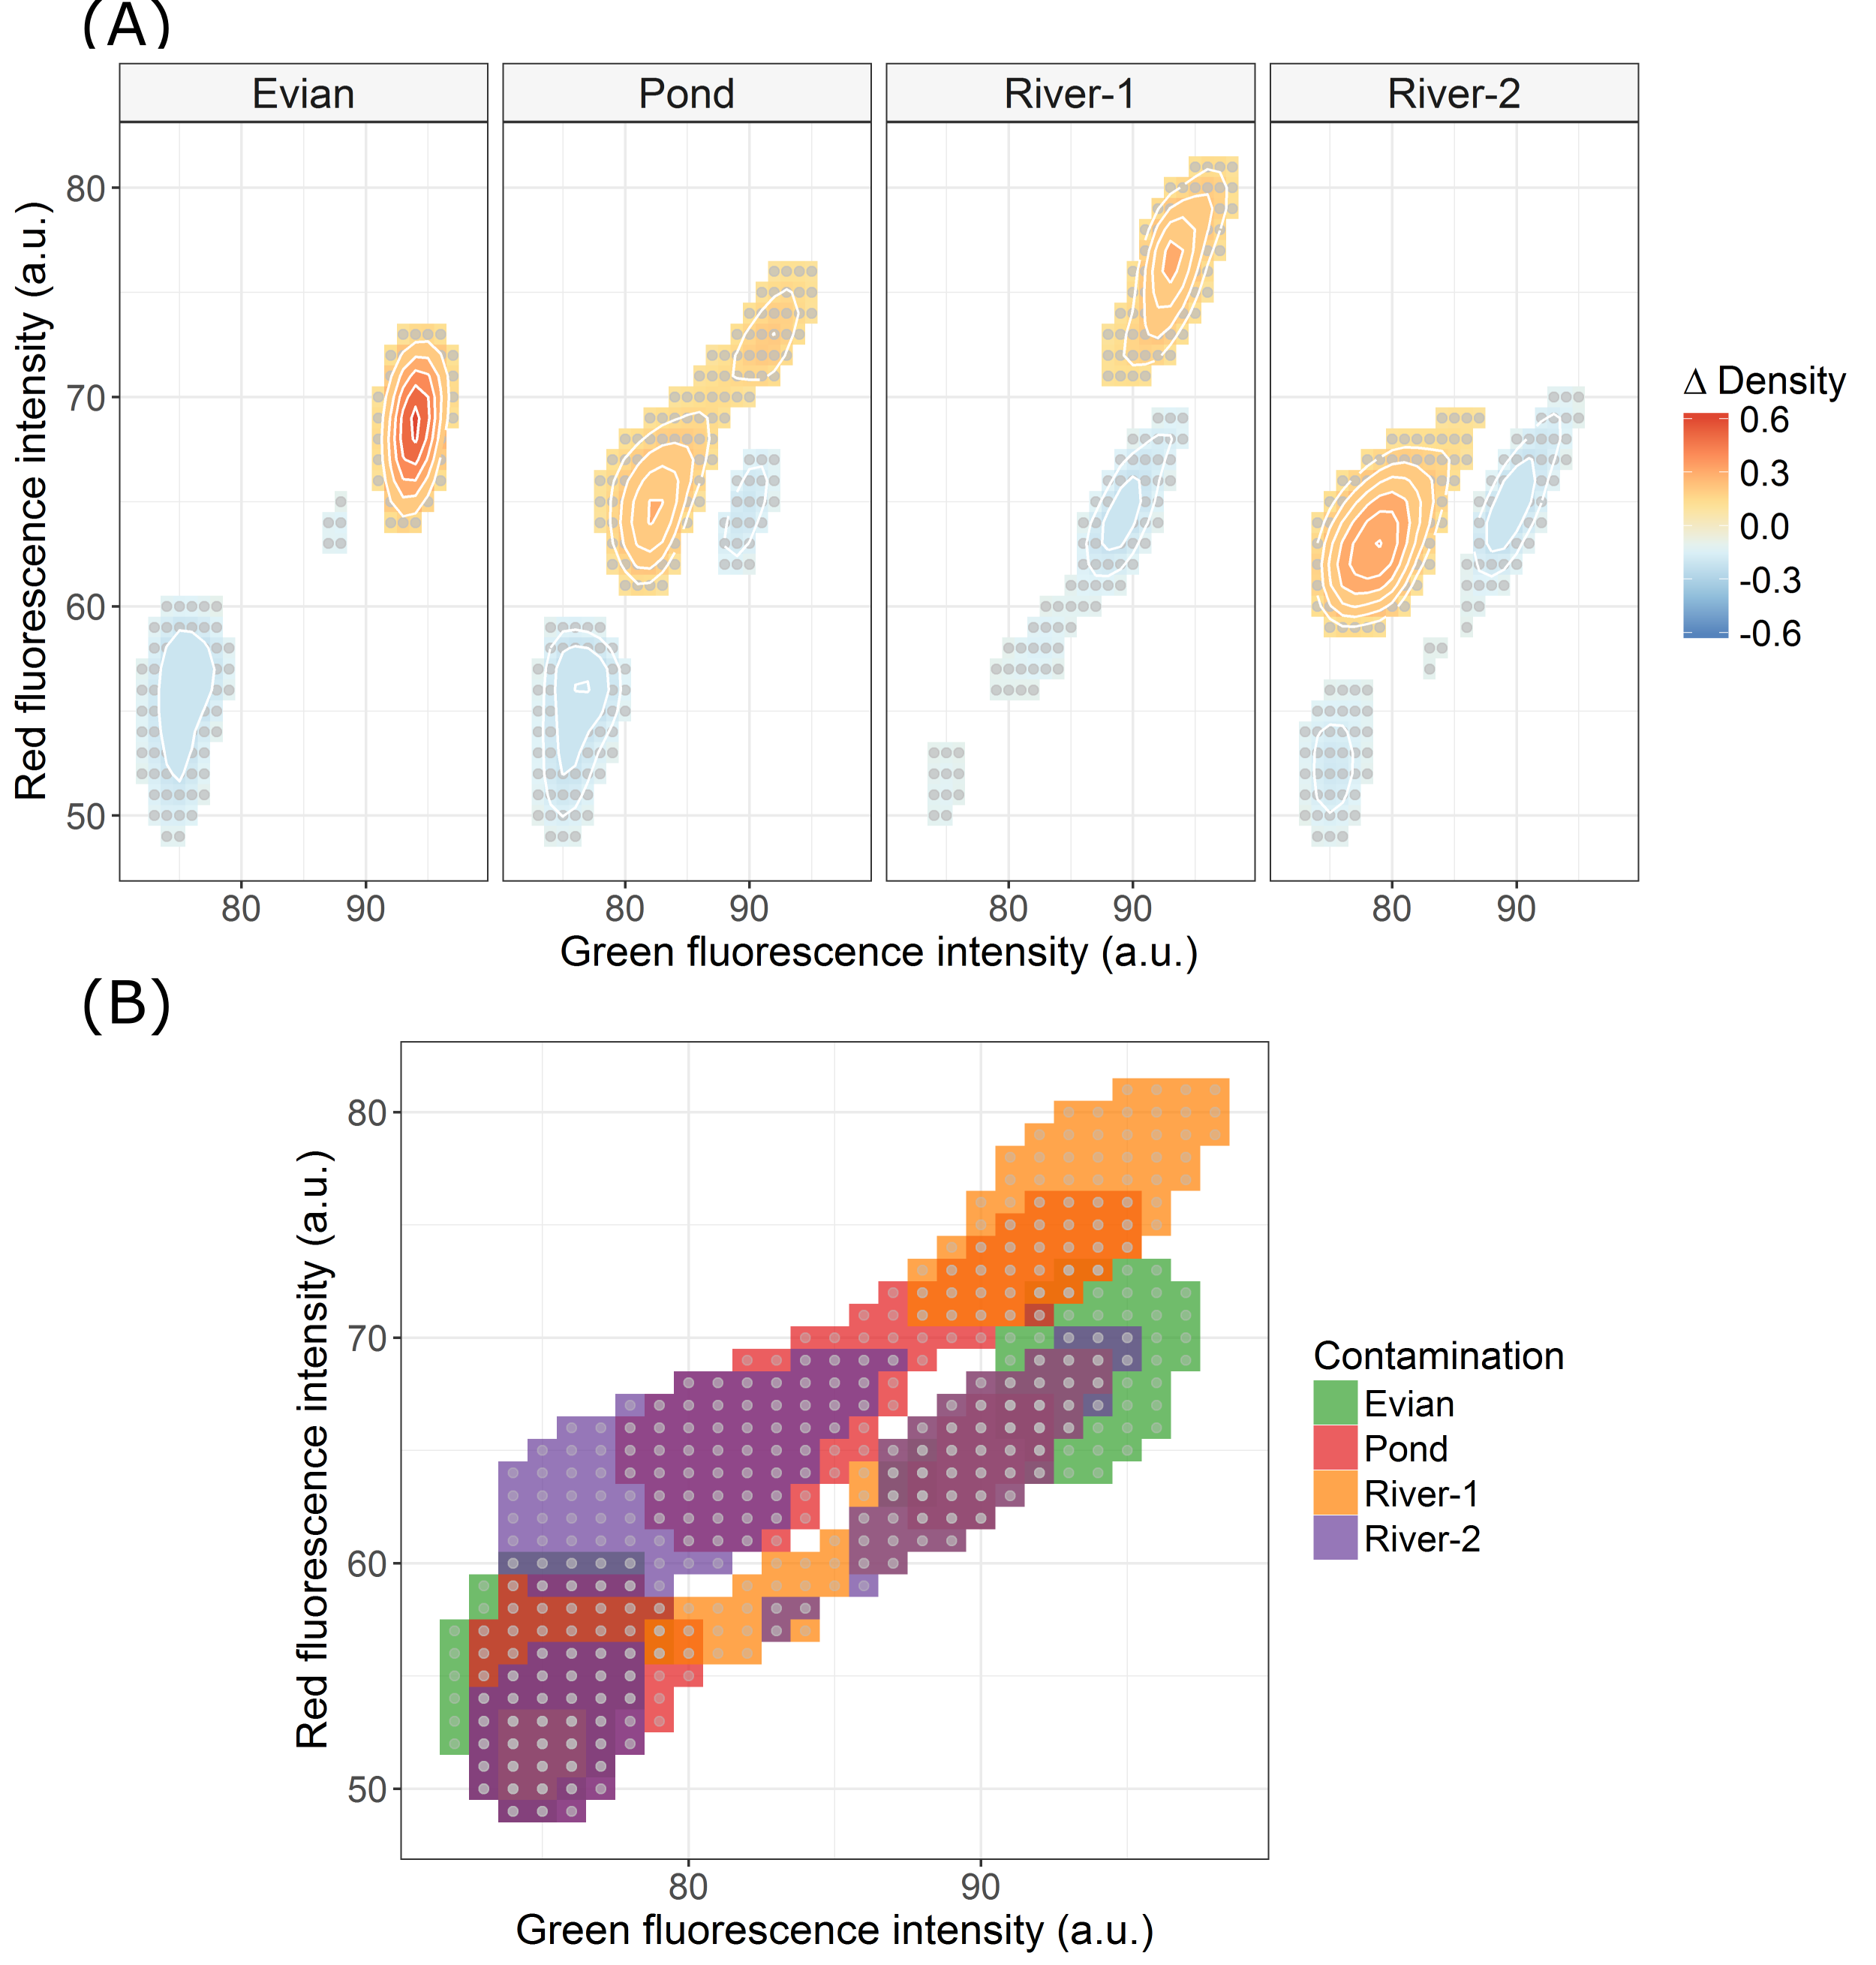 (A)
Evian Pond River-1 River-2
Red fluorescence intensity (a.u.)
80
70
60
50
80 90 80 90 80 90 80 90
Green fluorescence intensity (a.u.)
Δ Density
0.6
0.3
0.0
-0.3
-0.6
(B)
Red fluorescence intensity (a.u.)
80
70
60
50
80 90
Green fluorescence intensity (a.u.)
Contamination
Evian
Pond
River-1
River-2